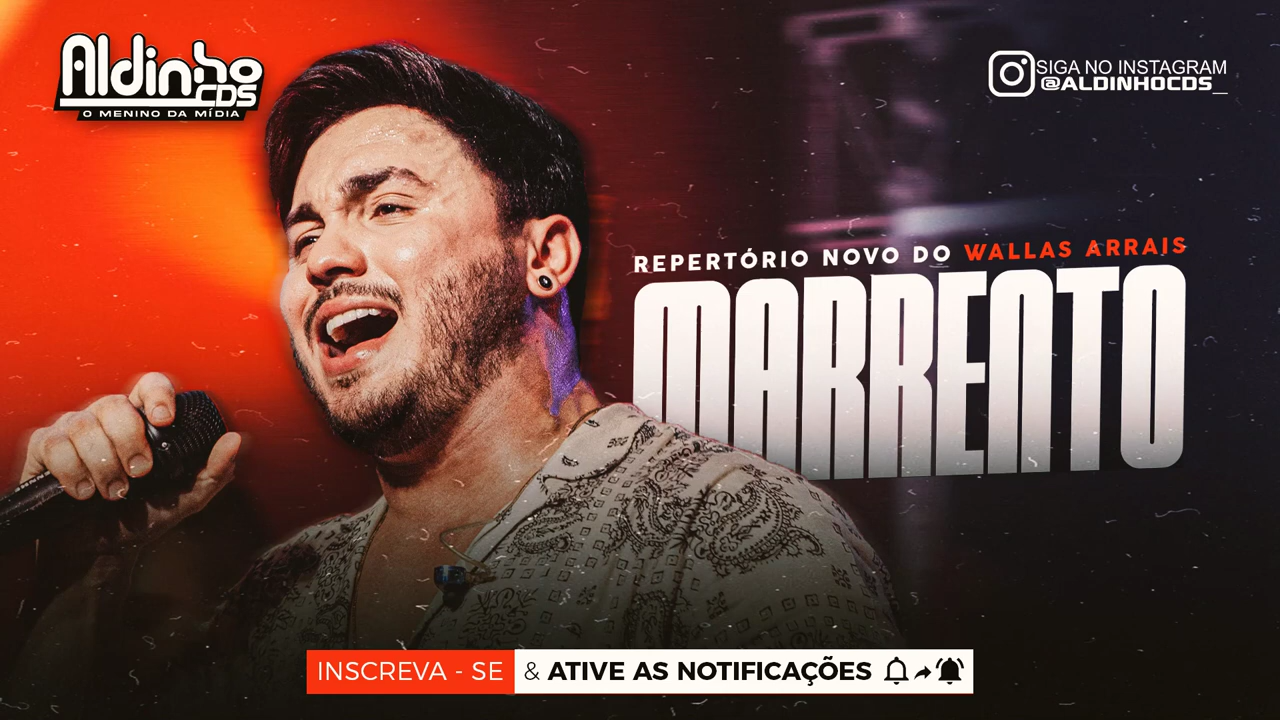 Aldinho
CDS
O MENINO DA MÍDIA
SIGA NO INSTAGRAM
@ALDINHOCDS_
REPERTÓRIO NOVO DO WALLAS ARRAIS
MARRENTO
INSCREVA - SE & ATIVE AS NOTIFICAÇÕES